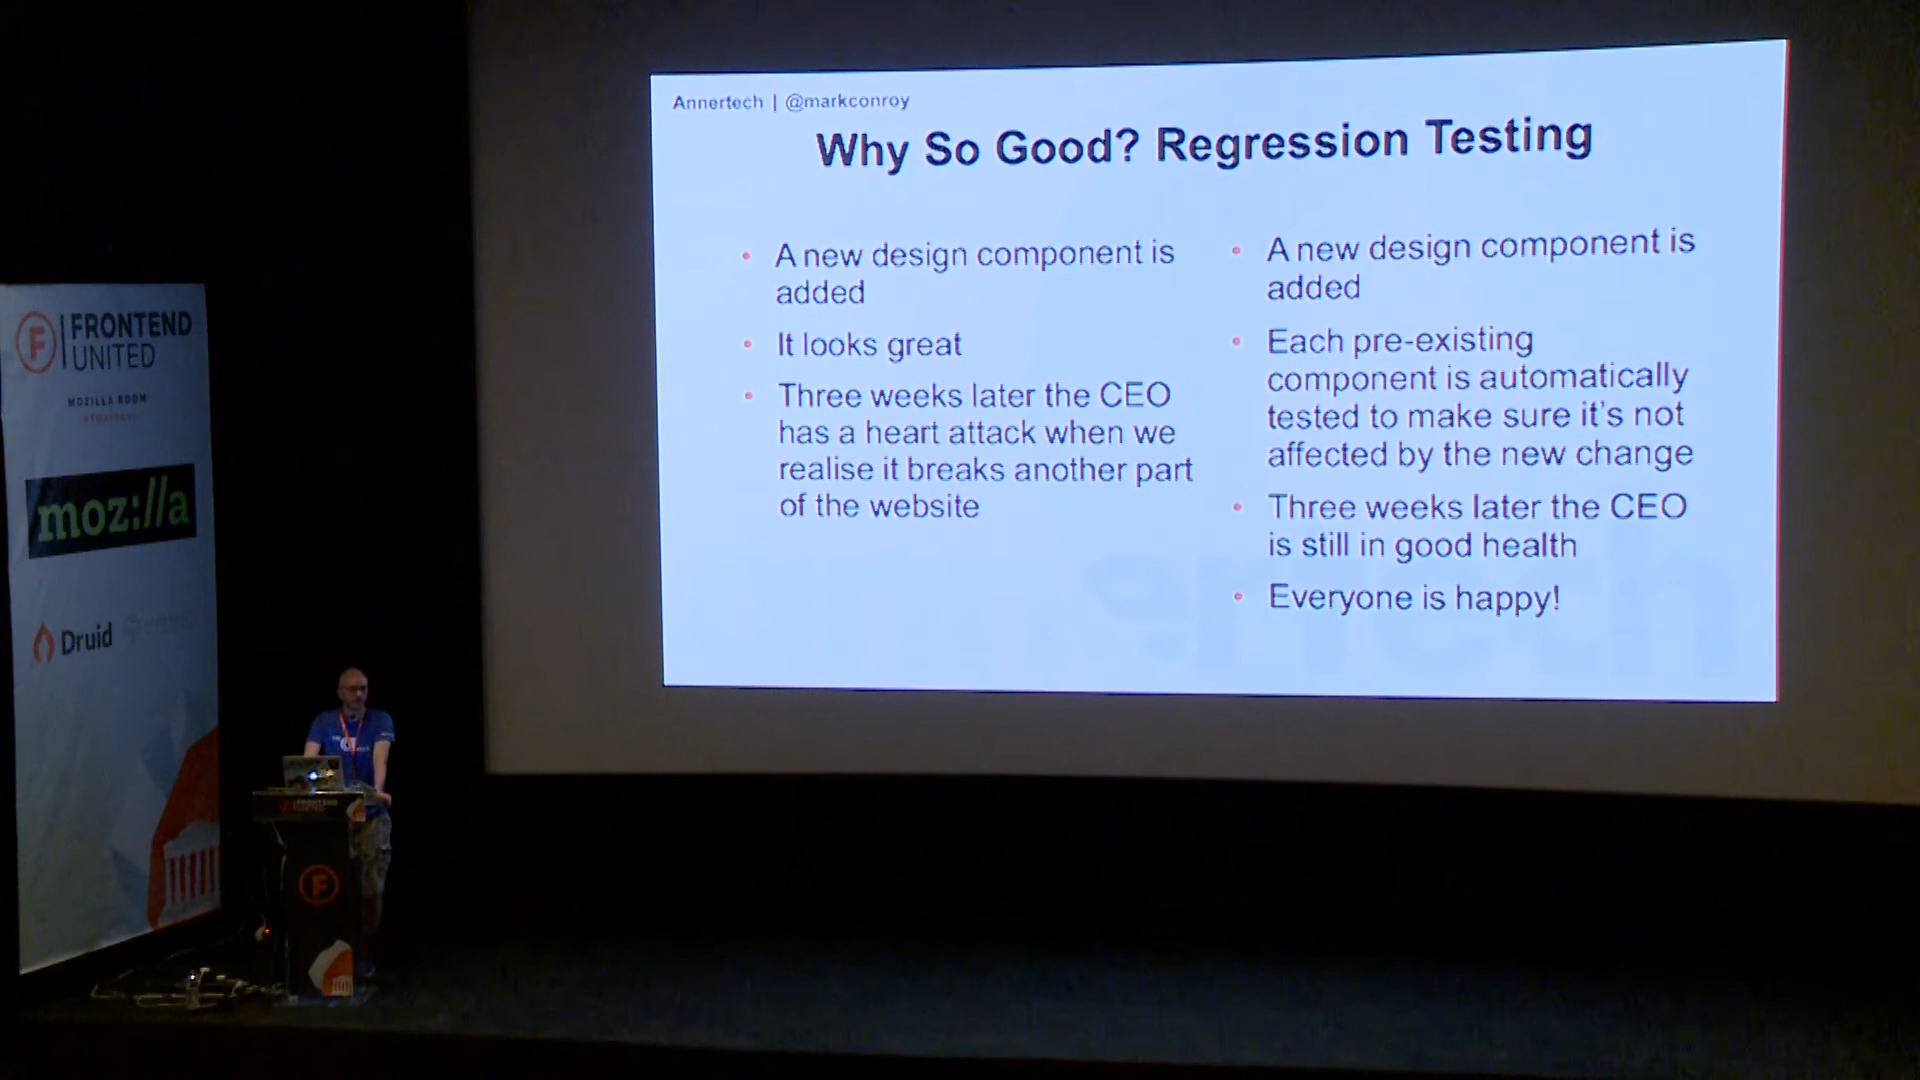 Annertech | @markconroy
Why So Good? Regression Testing
• A new design component is
added
• It looks great
• Three weeks later the CEO
has a heart attack when we
realise it breaks another part
of the website
• A new design component is
added
• Each pre-existing
component is automatically
tested to make sure it's not
affected by the new change
• Three weeks later the CEO
is still in good health
• Everyone is happy!
FRONTEND
UNITED
MOZILLA ROOM
moz://a
Druid
F